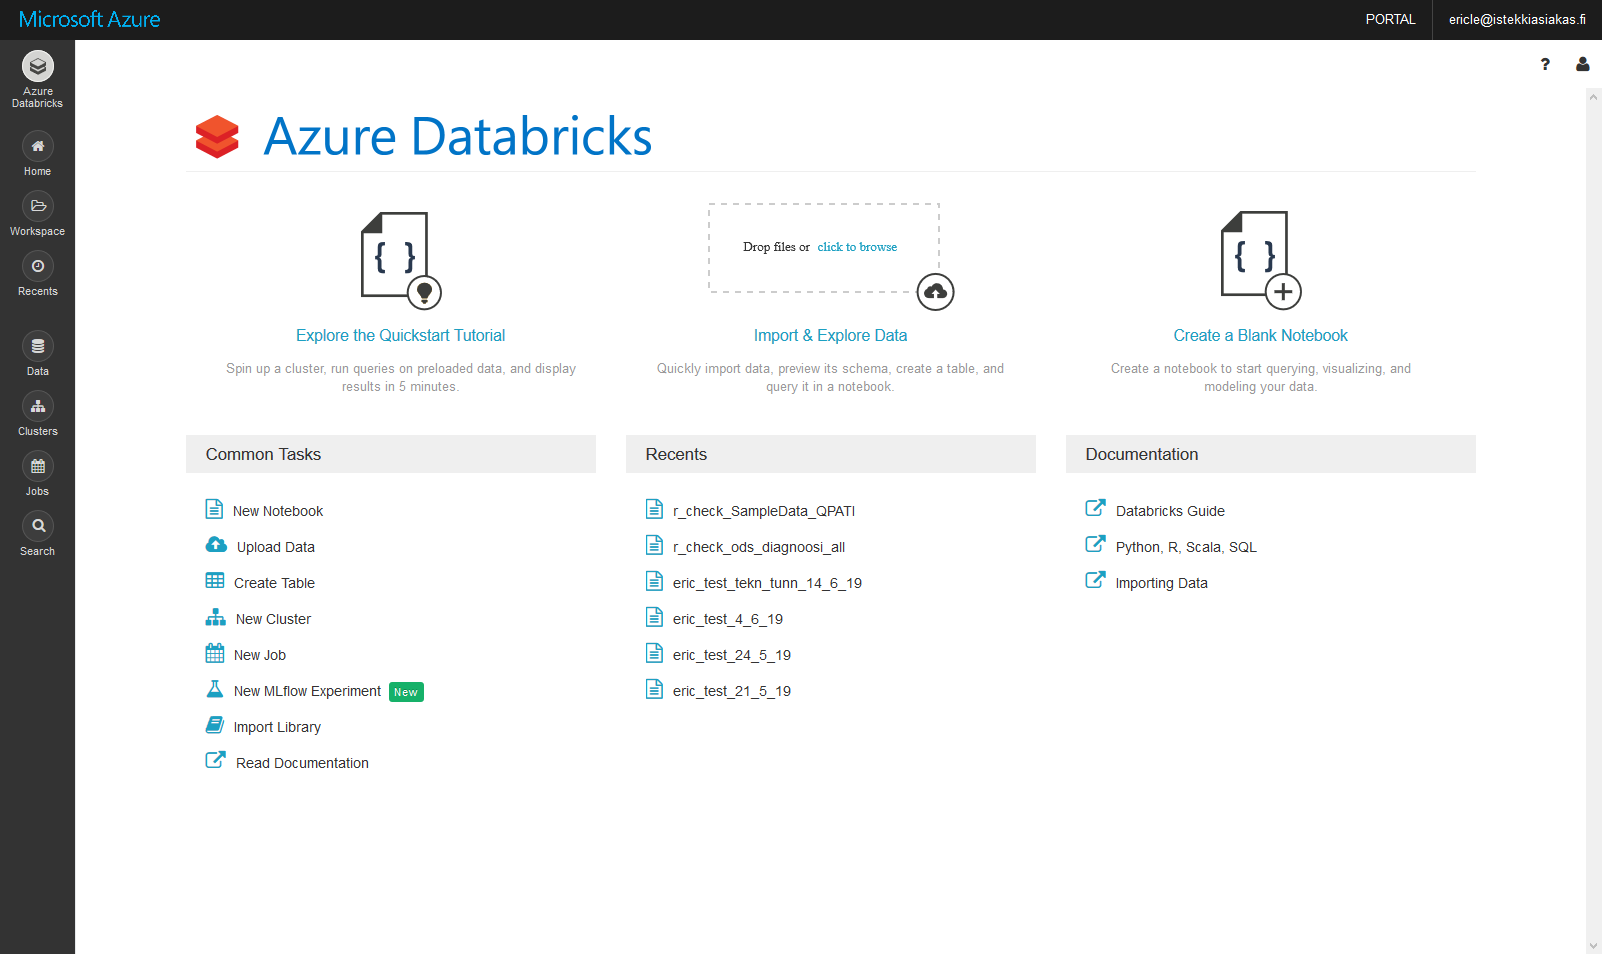 Microsoft Azure
PORTAL
ericle@istekkiasiakas.fi
?
Azure
Databricks
Home
Workspace
Recents
Data
Clusters
Jobs
Search
Azure Databricks
{ }
Explore the Quickstart Tutorial
Spin up a cluster, run queries on preloaded data, and display
results in 5 minutes.
Drop files or click to browse
Import & Explore Data
Quickly import data, preview its schema, create a table, and
query it in a notebook.
{ }
Create a Blank Notebook
Create a notebook to start querying, visualizing, and
modeling your data.
Common Tasks
New Notebook
Upload Data
Create Table
New Cluster
New Job
New MLflow Experiment New
Import Library
Read Documentation
Recents
r_check_SampleData_QPATI
r_check_ods_diagnoosi_all
eric_test_tekn_tunn_14_6_19
eric_test_4_6_19
eric_test_24_5_19
eric_test_21_5_19
Documentation
Databricks Guide
Python, R, Scala, SQL
Importing Data